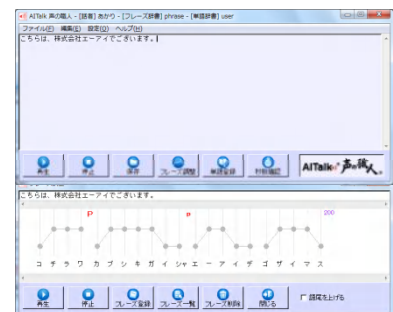 AITalk 声の職人 - [話者] あかり - [フレーズ辞書] phrase - [単語辞書] user
ファイル(F) 編集(E) 設定(O) ヘルプ(H)
こちらは、株式会社エーアイでございます。
再生 停止 保存 フレーズ調整 単語登録 秒数確認 AITalk 声の職人
こちらは、株式会社エーアイでございます。
P P 200
コ チ ラ ワ カ ブ シ キ ガ イ シャ エ ー ア イ デ ゴ ザ イ マ ス
再生 停止 フレーズ登録 フレーズ一覧 フレーズ削除 閉じる 語尾を上げる